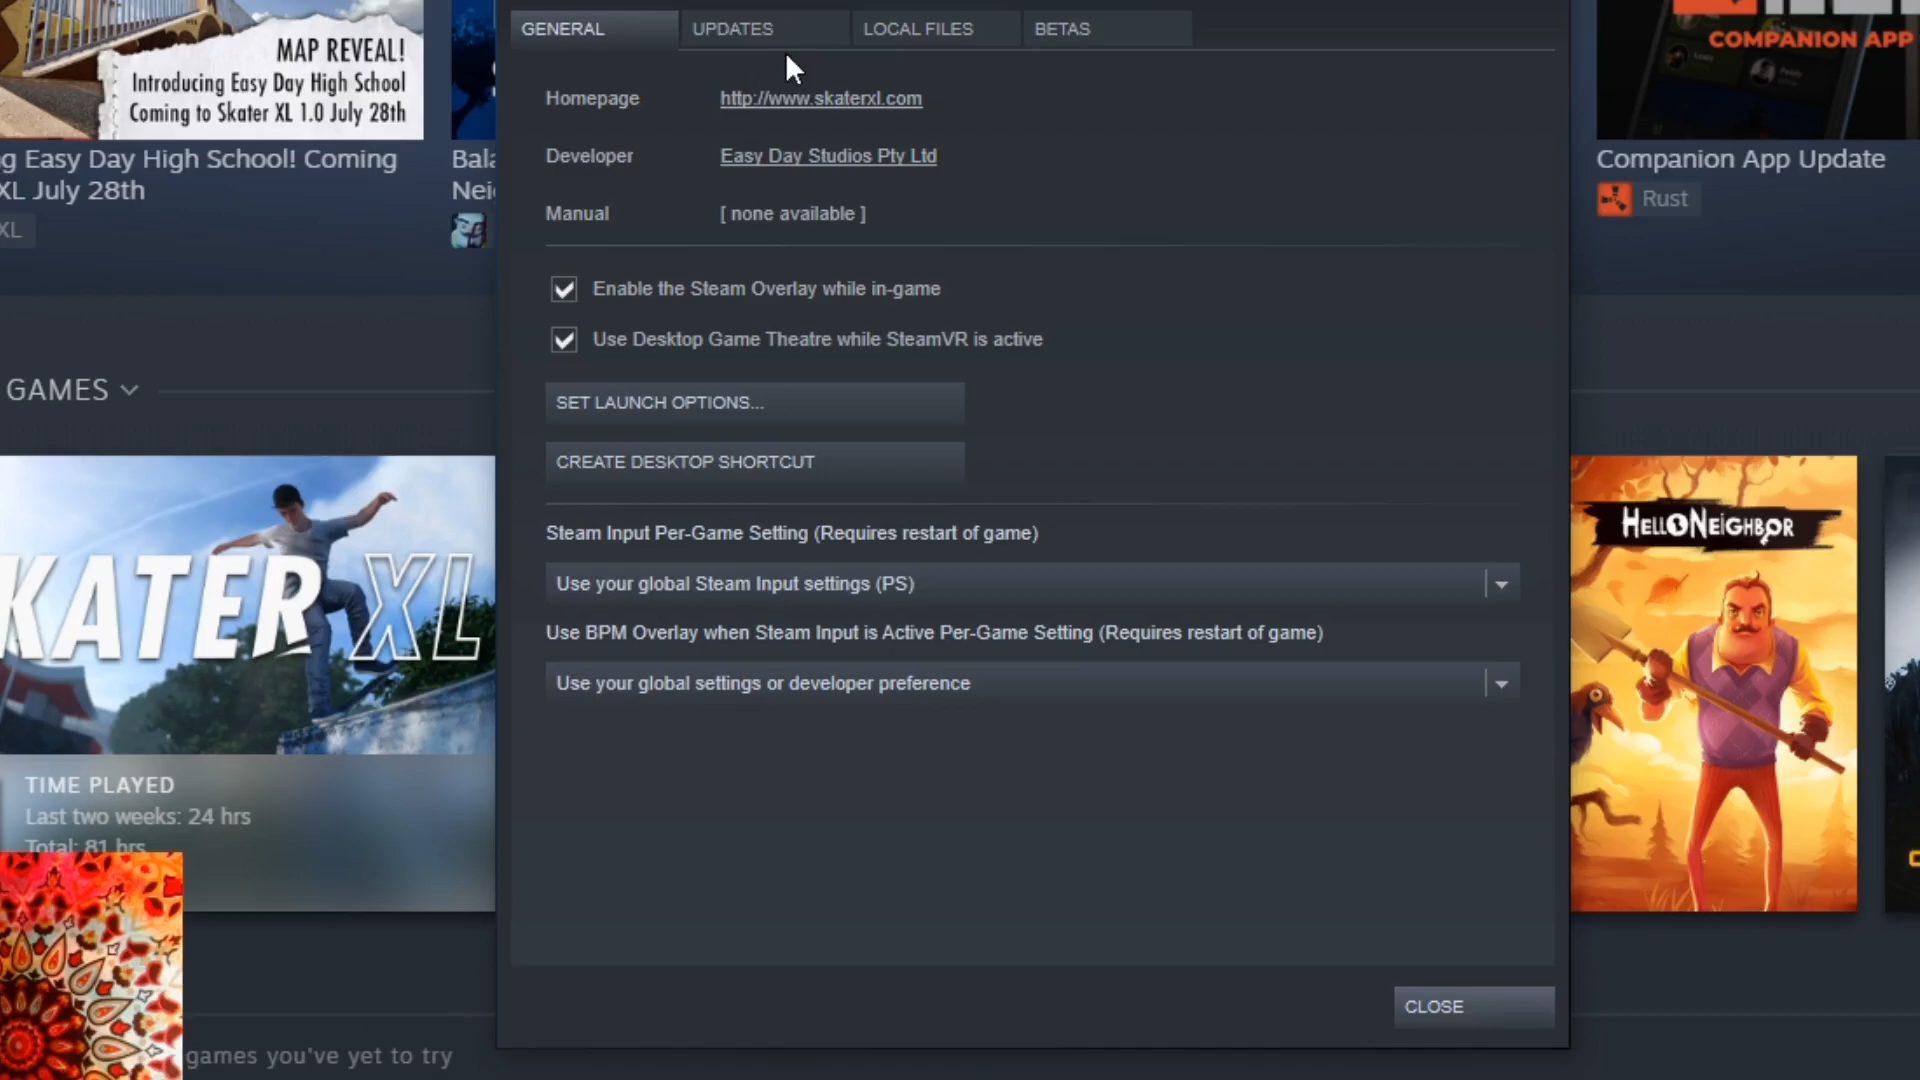 GENERAL
UPDATES
LOCAL FILES
BETAS
MAP REVEAL!
Introducing Easy Day High School
Coming to Skater XL 1.0 July 28th
g Easy Day High School! Coming
XL July 28th
XL
COMPANION APP
Companion App Update
Rust
Homepage
http://www.skaterxl.com
Developer
Easy Day Studios Pty Ltd
Manual
[ none available ]
Enable the Steam Overlay while in-game
Use Desktop Game Theatre while SteamVR is active
SET LAUNCH OPTIONS...
CREATE DESKTOP SHORTCUT
Steam Input Per-Game Setting (Requires restart of game)
Use your global Steam Input settings (PS)
Use BPM Overlay when Steam Input is Active Per-Game Setting (Requires restart of game)
Use your global settings or developer preference
CLOSE
GAMES
KATER XL
TIME PLAYED
Last two weeks: 24 hrs
Total: 81 hrs
games you've yet to try
HELLO NEIGHBOR